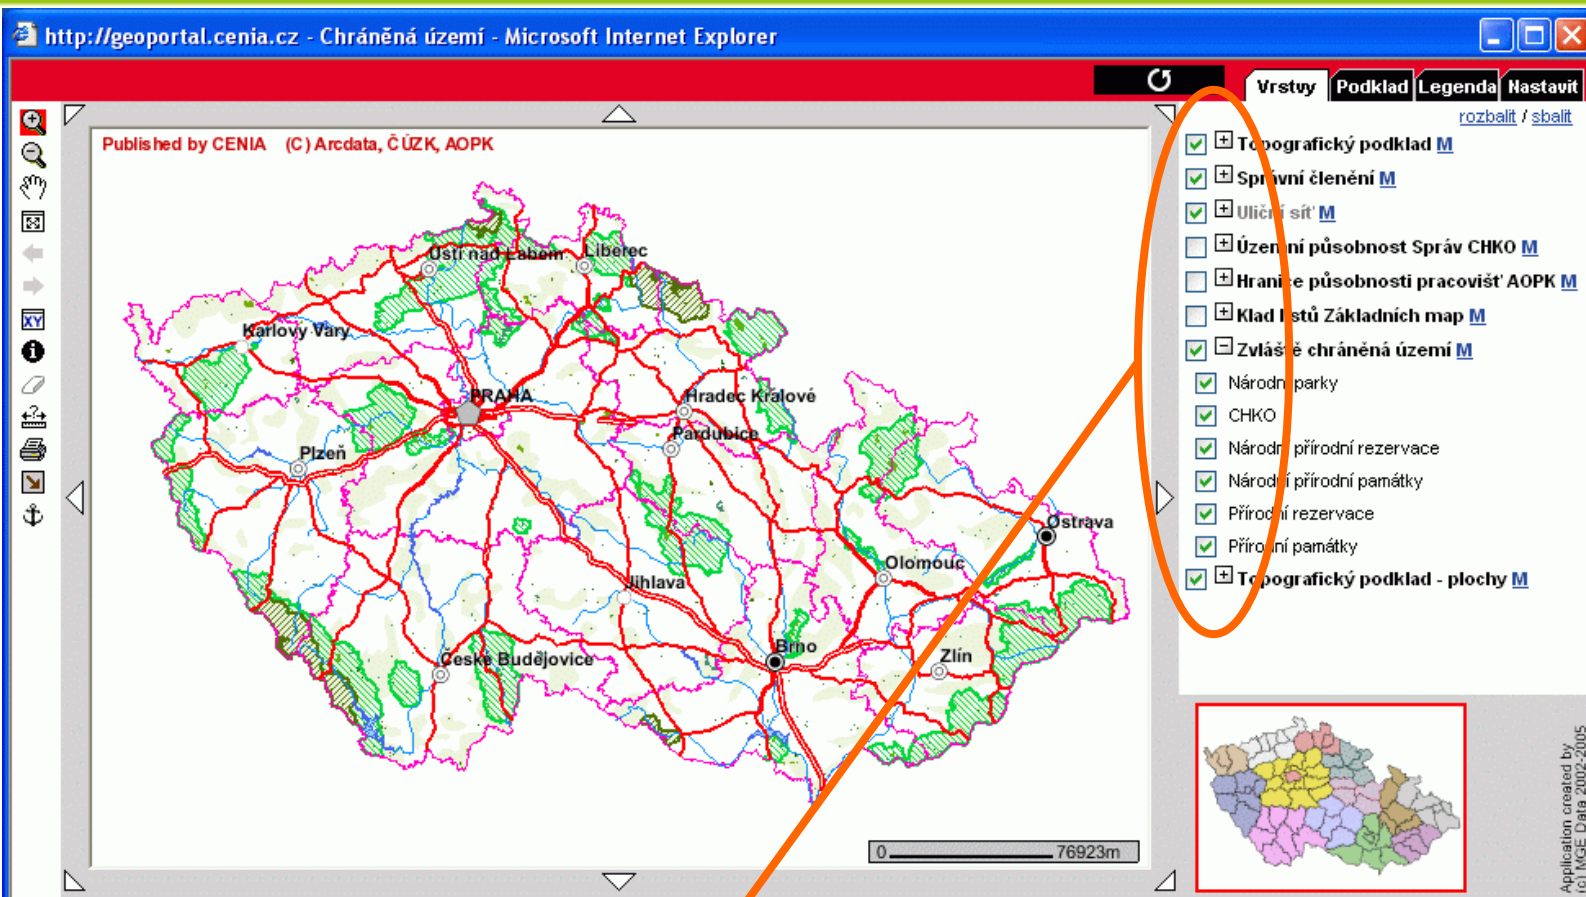 http://geoportal.cenia.cz - Chráněná území - Microsoft Internet Explorer
Vrstvy Podklad Legenda Nastavit
rozbalit / sbalit
Published by CENIA (C) Arcdata, ČÚZK, AOPK
Topografický podklad M
Správní členění M
Uliční síť M
Územní působnost Správ CHKO M
Hranice působnosti pracovišť AOPK M
Klad listů Základních map M
Zvláště chráněná území M
Národní parky
CHKO
Národní přírodní rezervace
Národní přírodní památky
Přírodní rezervace
Přírodní památky
Topografický podklad - plochy M
XY
Ústí nad Labem
Liberec
Karlovy Vary
PRAHA
Hradec Králové
Pardubice
Plzeň
Ostrava
Olomouc
Jihlava
Brno
Zlín
České Budějovice
0 76923m
Application created by
(c) MGE Data 2002-2005